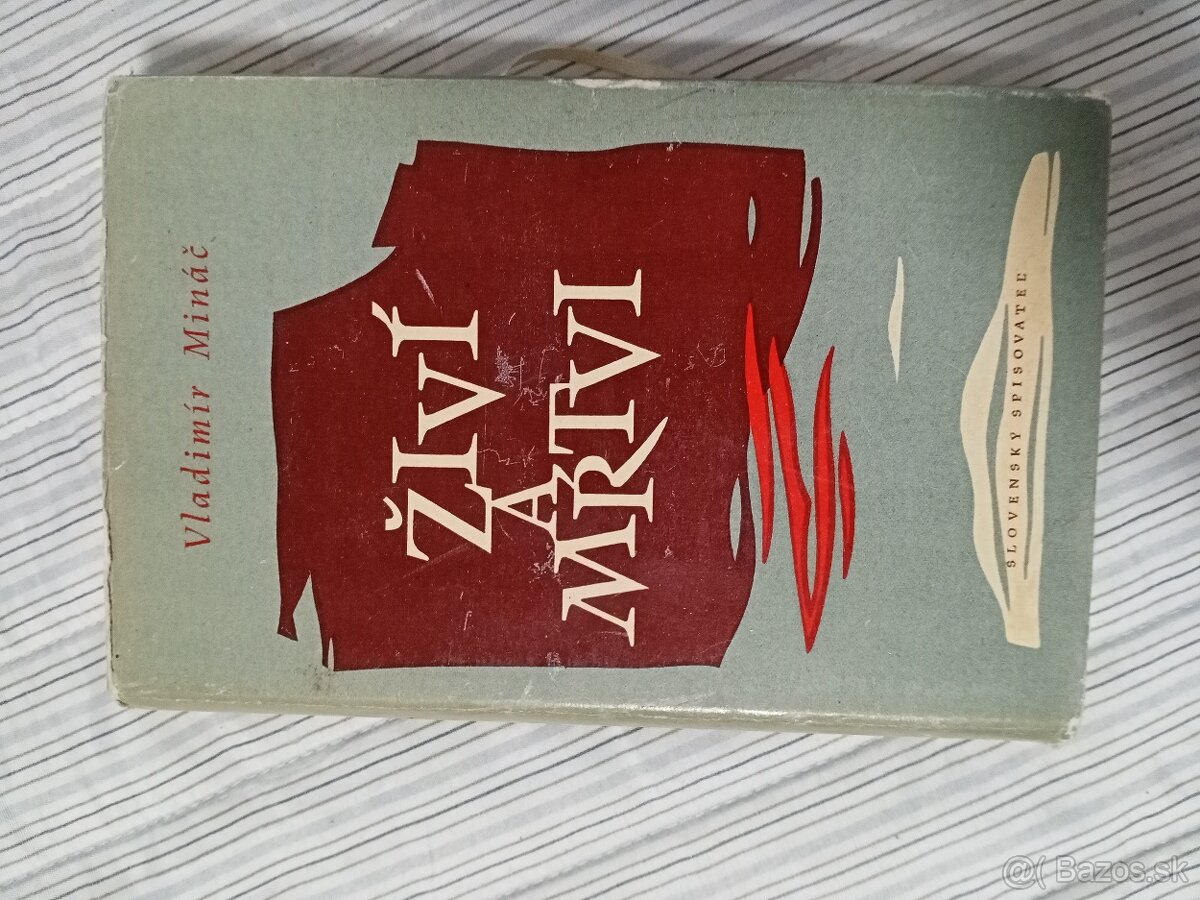 Vladimír Mináč
ŽIVÍ
A
MŔTVI
SLOVENSKÝ SPISOVATEĽ
@( Bazos.sk